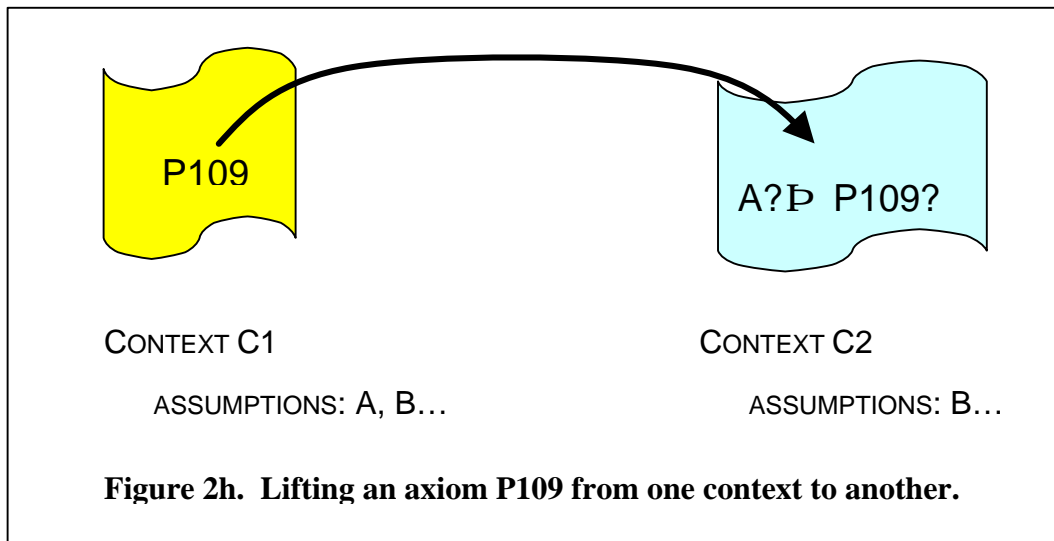 P109
A?Þ P109?
CONTEXT C1
CONTEXT C2
ASSUMPTIONS: A, B…
ASSUMPTIONS: B…
Figure 2h. Lifting an axiom P109 from one context to another.